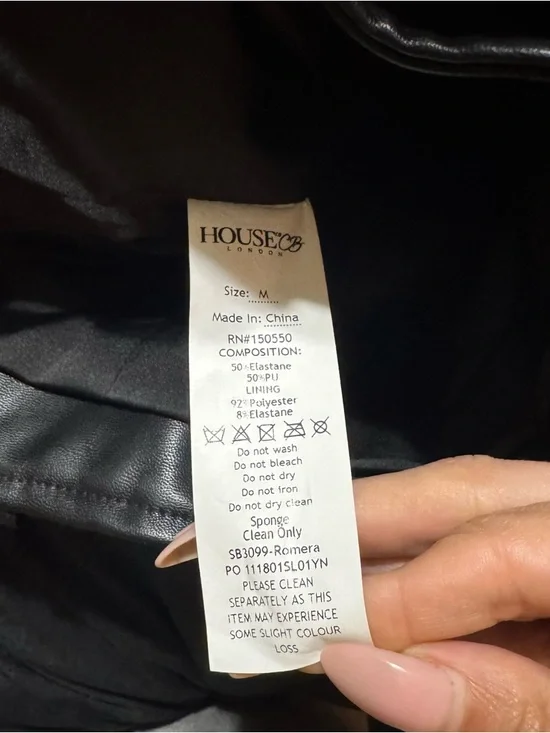 HOUSE OF CB
LONDON
Size: M
Made In: China
RN#150550
COMPOSITION:
50%Elastane
50%PU
LINING
92%Polyester
8%Elastane
Do not wash
Do not bleach
Do not dry
Do not iron
Do not dry clean
Sponge
Clean Only
SB3099-Romera
PO 111801SL01YN
PLEASE CLEAN
SEPARATELY AS THIS
ITEM MAY EXPERIENCE
SOME SLIGHT COLOUR
LOSS